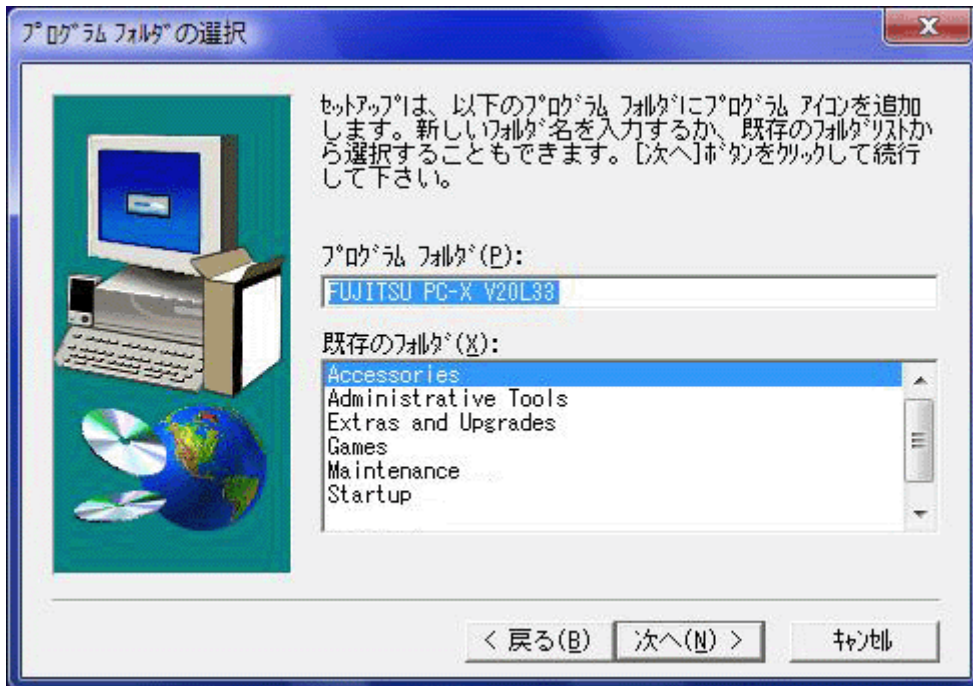 ﾌﾟﾛｸﾞﾗﾑ ﾌｫﾙﾀﾞの選択
ｾｯﾄｱｯﾌﾟは、以下のﾌﾟﾛｸﾞﾗﾑ ﾌｫﾙﾀﾞにﾌﾟﾛｸﾞﾗﾑ ｱｲｺﾝを追加
します。新しいﾌｫﾙﾀﾞ名を入力するか、既存のﾌｫﾙﾀﾞﾘｽﾄか
ら選択することもできます。[次へ]ﾎﾞﾀﾝをｸﾘｯｸして続行
して下さい。
ﾌﾟﾛｸﾞﾗﾑ ﾌｫﾙﾀﾞ(P):
FUJITSU PC-X V20L33
既存のﾌｫﾙﾀﾞ(X):
Accessories
Administrative Tools
Extras and Upgrades
Games
Maintenance
Startup
< 戻る(B)
次へ(N) >
ｷｬﾝｾﾙ